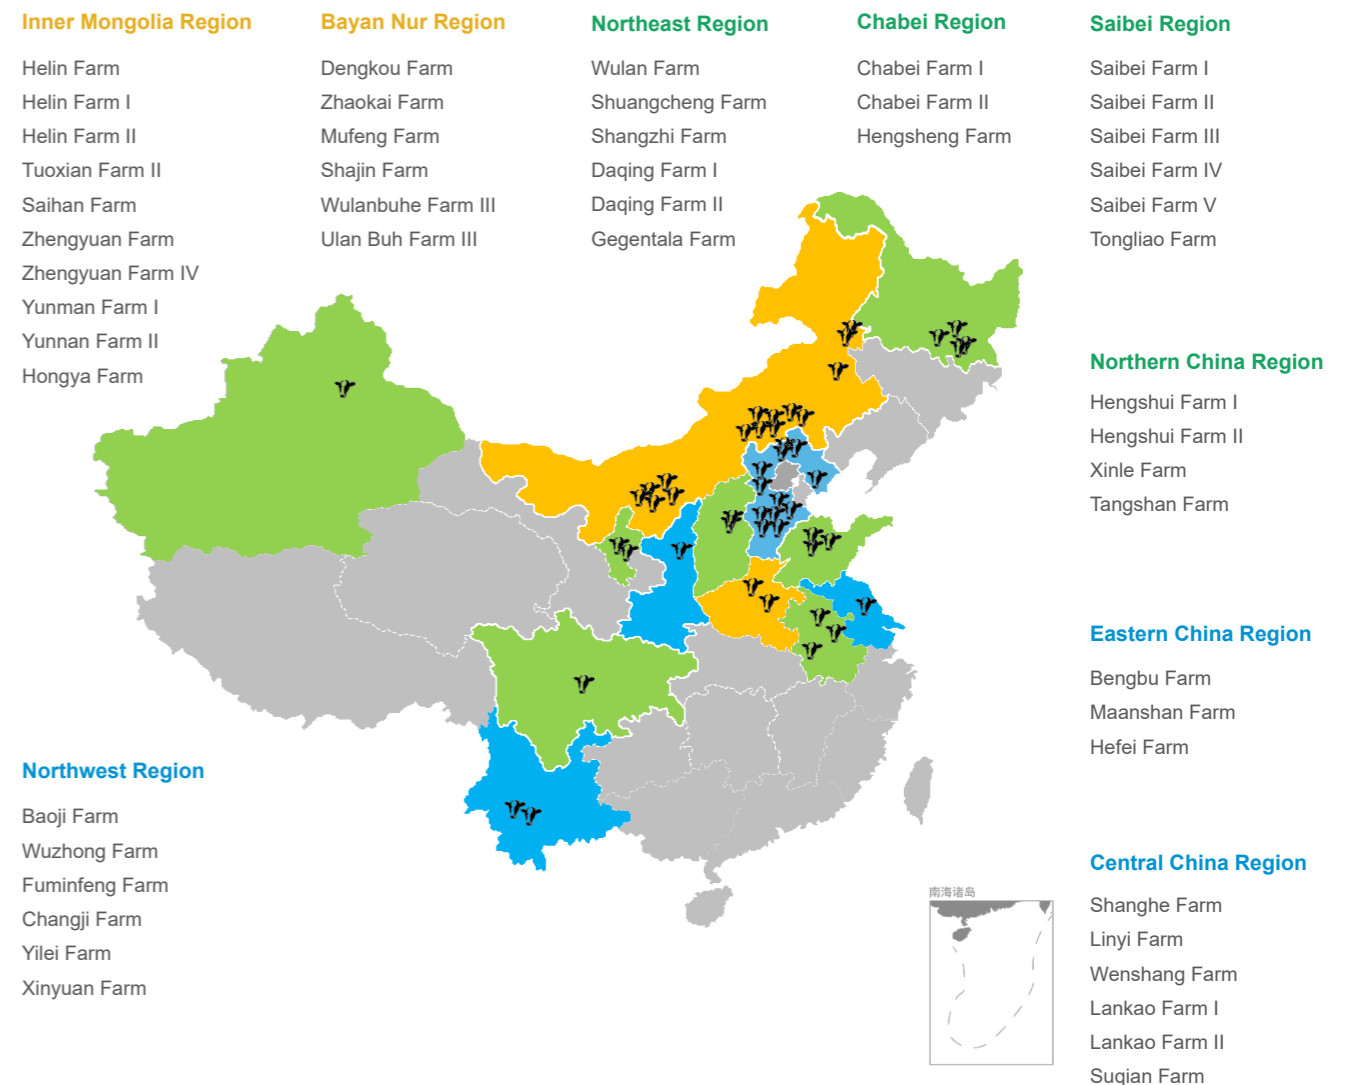 Inner Mongolia Region
Helin Farm
Helin Farm I
Helin Farm II
Tuoxian Farm II
Saihan Farm
Zhengyuan Farm
Zhengyuan Farm IV
Yunman Farm I
Yunnan Farm II
Hongya Farm
Bayan Nur Region
Dengkou Farm
Zhaokai Farm
Mufeng Farm
Shajin Farm
Wulanbuhe Farm III
Ulan Buh Farm III
Northeast Region
Wulan Farm
Shuangcheng Farm
Shangzhi Farm
Daqing Farm I
Daqing Farm II
Gegentala Farm
Chabei Region
Chabei Farm I
Chabei Farm II
Hengsheng Farm
Saibei Region
Saibei Farm I
Saibei Farm II
Saibei Farm III
Saibei Farm IV
Saibei Farm V
Tongliao Farm
Northern China Region
Hengshui Farm I
Hengshui Farm II
Xinle Farm
Tangshan Farm
Eastern China Region
Bengbu Farm
Maanshan Farm
Hefei Farm
Northwest Region
Baoji Farm
Wuzhong Farm
Fuminfeng Farm
Changji Farm
Yilei Farm
Xinyuan Farm
Central China Region
Shanghe Farm
Linyi Farm
Wenshang Farm
Lankao Farm I
Lankao Farm II
Suqian Farm
南海诸岛